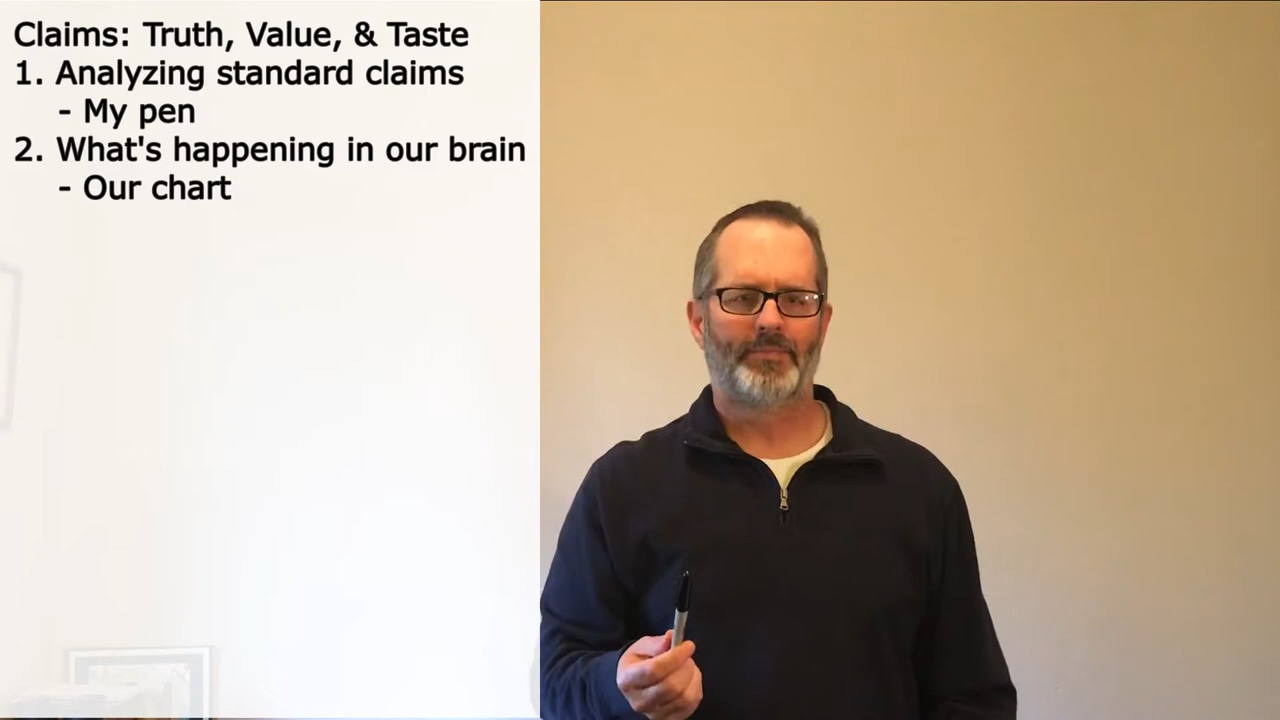 Claims: Truth, Value, & Taste
1. Analyzing standard claims
- My pen
2. What's happening in our brain
- Our chart